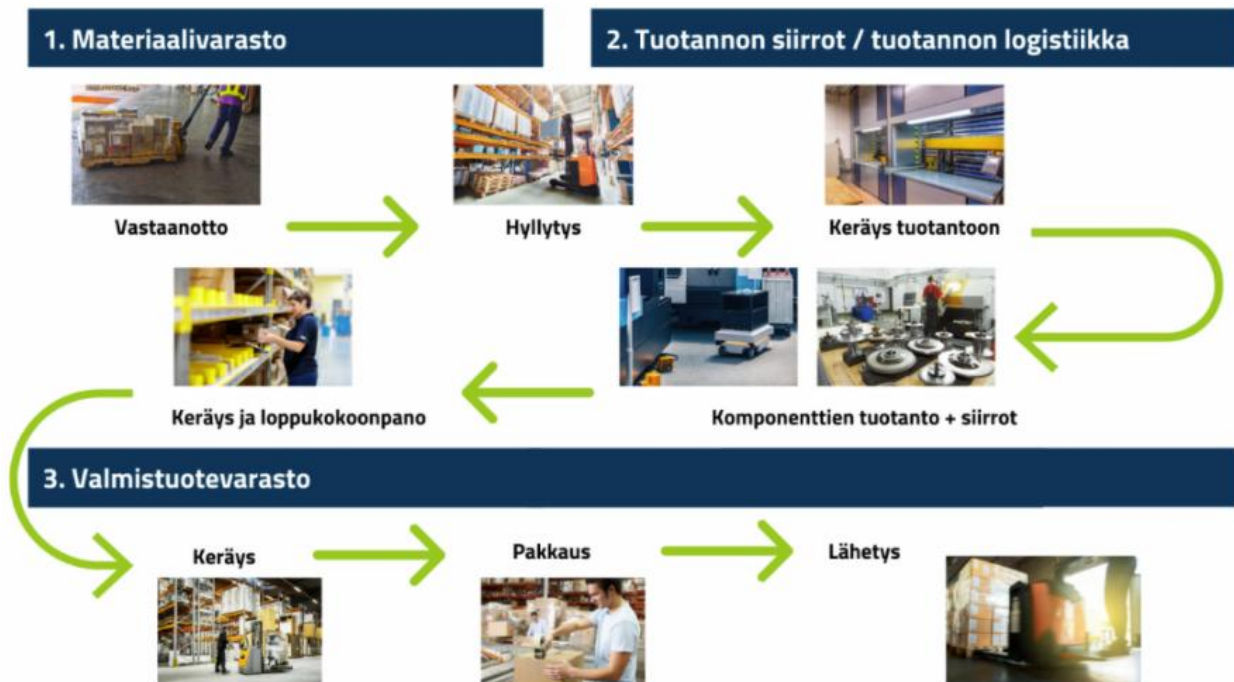 1. Materiaalivarasto
2. Tuotannon siirrot / tuotannon logistiikka
Vastaanotto
Hyllytys
Keräys tuotantoon
Keräys ja loppukokoonpano
Komponenttien tuotanto + siirrot
3. Valmistuotevarasto
Keräys
Pakkaus
Lähetys